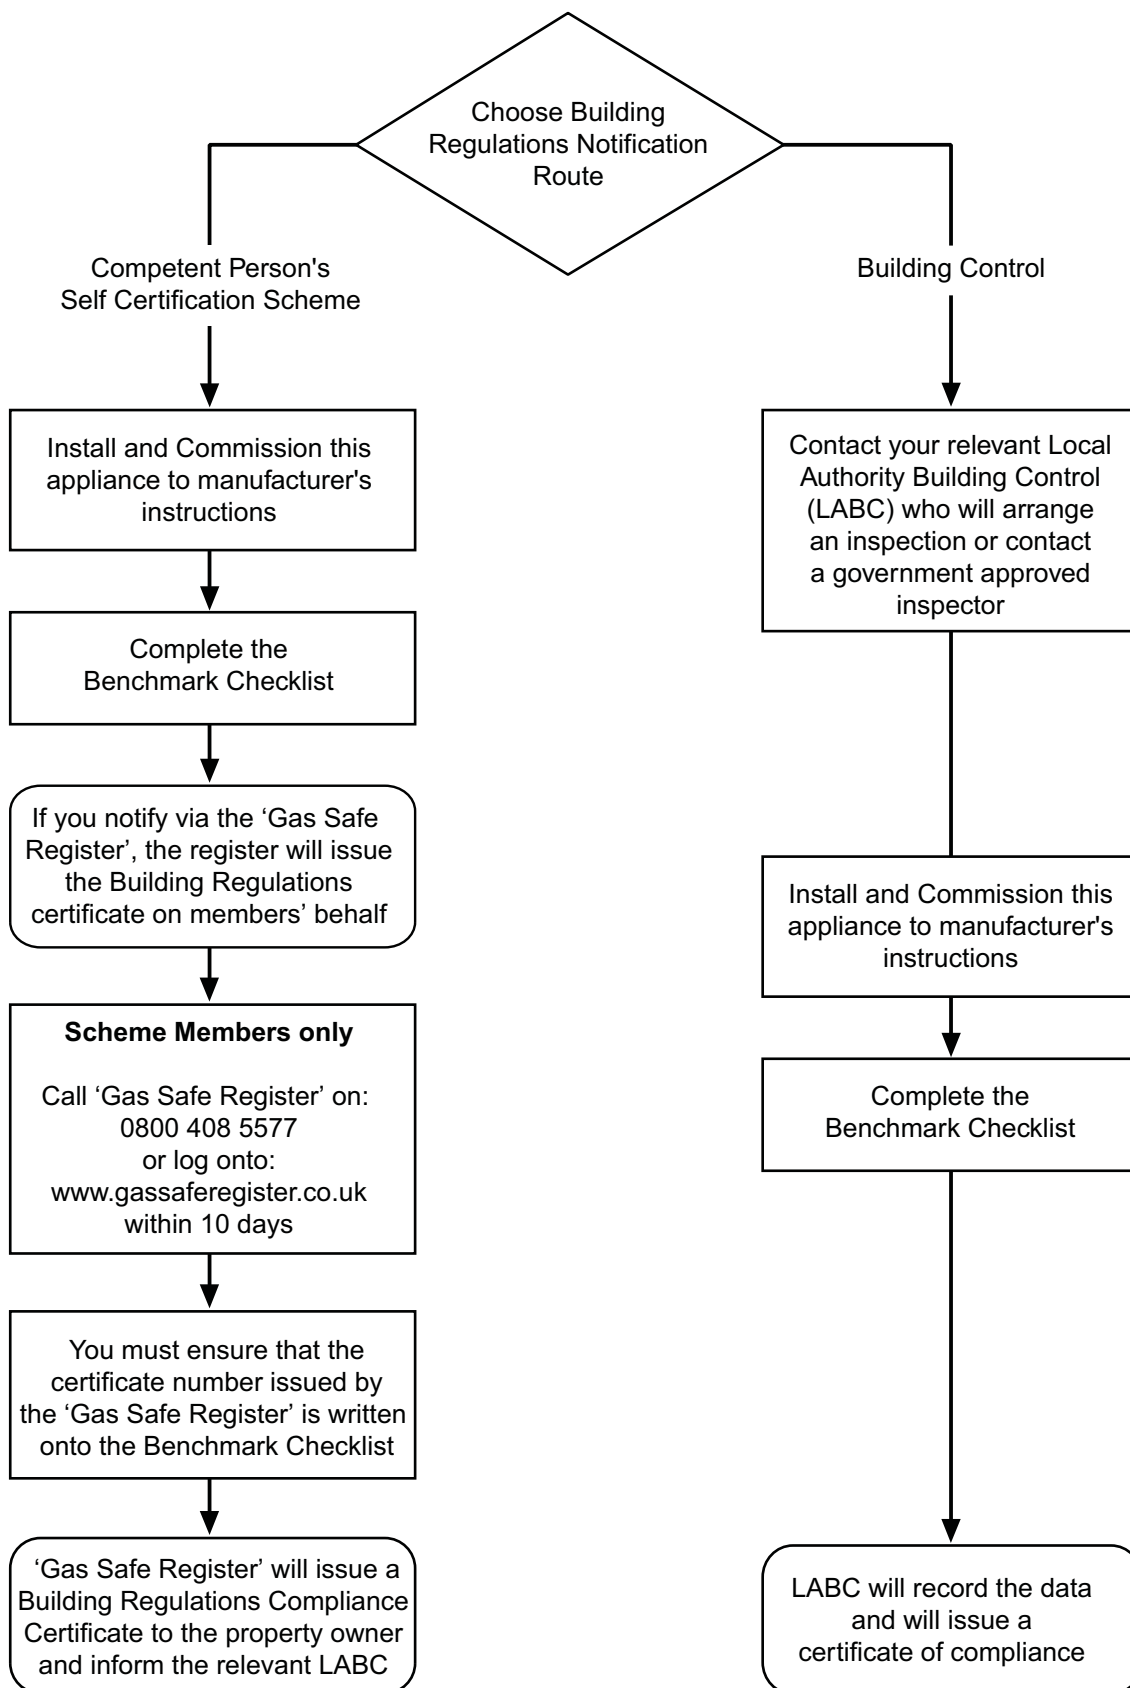 Choose Building
Regulations Notification
Route
Competent Person's
Self Certification Scheme
Install and Commission this
appliance to manufacturer's
instructions
Complete the
Benchmark Checklist
If you notify via the ‘Gas Safe
Register’, the register will issue
the Building Regulations
certificate on members’ behalf
Scheme Members only
Call ‘Gas Safe Register’ on:
0800 408 5577
or log onto:
www.gassaferegister.co.uk
within 10 days
You must ensure that the
certificate number issued by
the ‘Gas Safe Register’ is written
onto the Benchmark Checklist
‘Gas Safe Register’ will issue a
Building Regulations Compliance
Certificate to the property owner
and inform the relevant LABC
Building Control
Contact your relevant Local
Authority Building Control
(LABC) who will arrange
an inspection or contact
a government approved
inspector
Install and Commission this
appliance to manufacturer's
instructions
Complete the
Benchmark Checklist
LABC will record the data
and will issue a
certificate of compliance